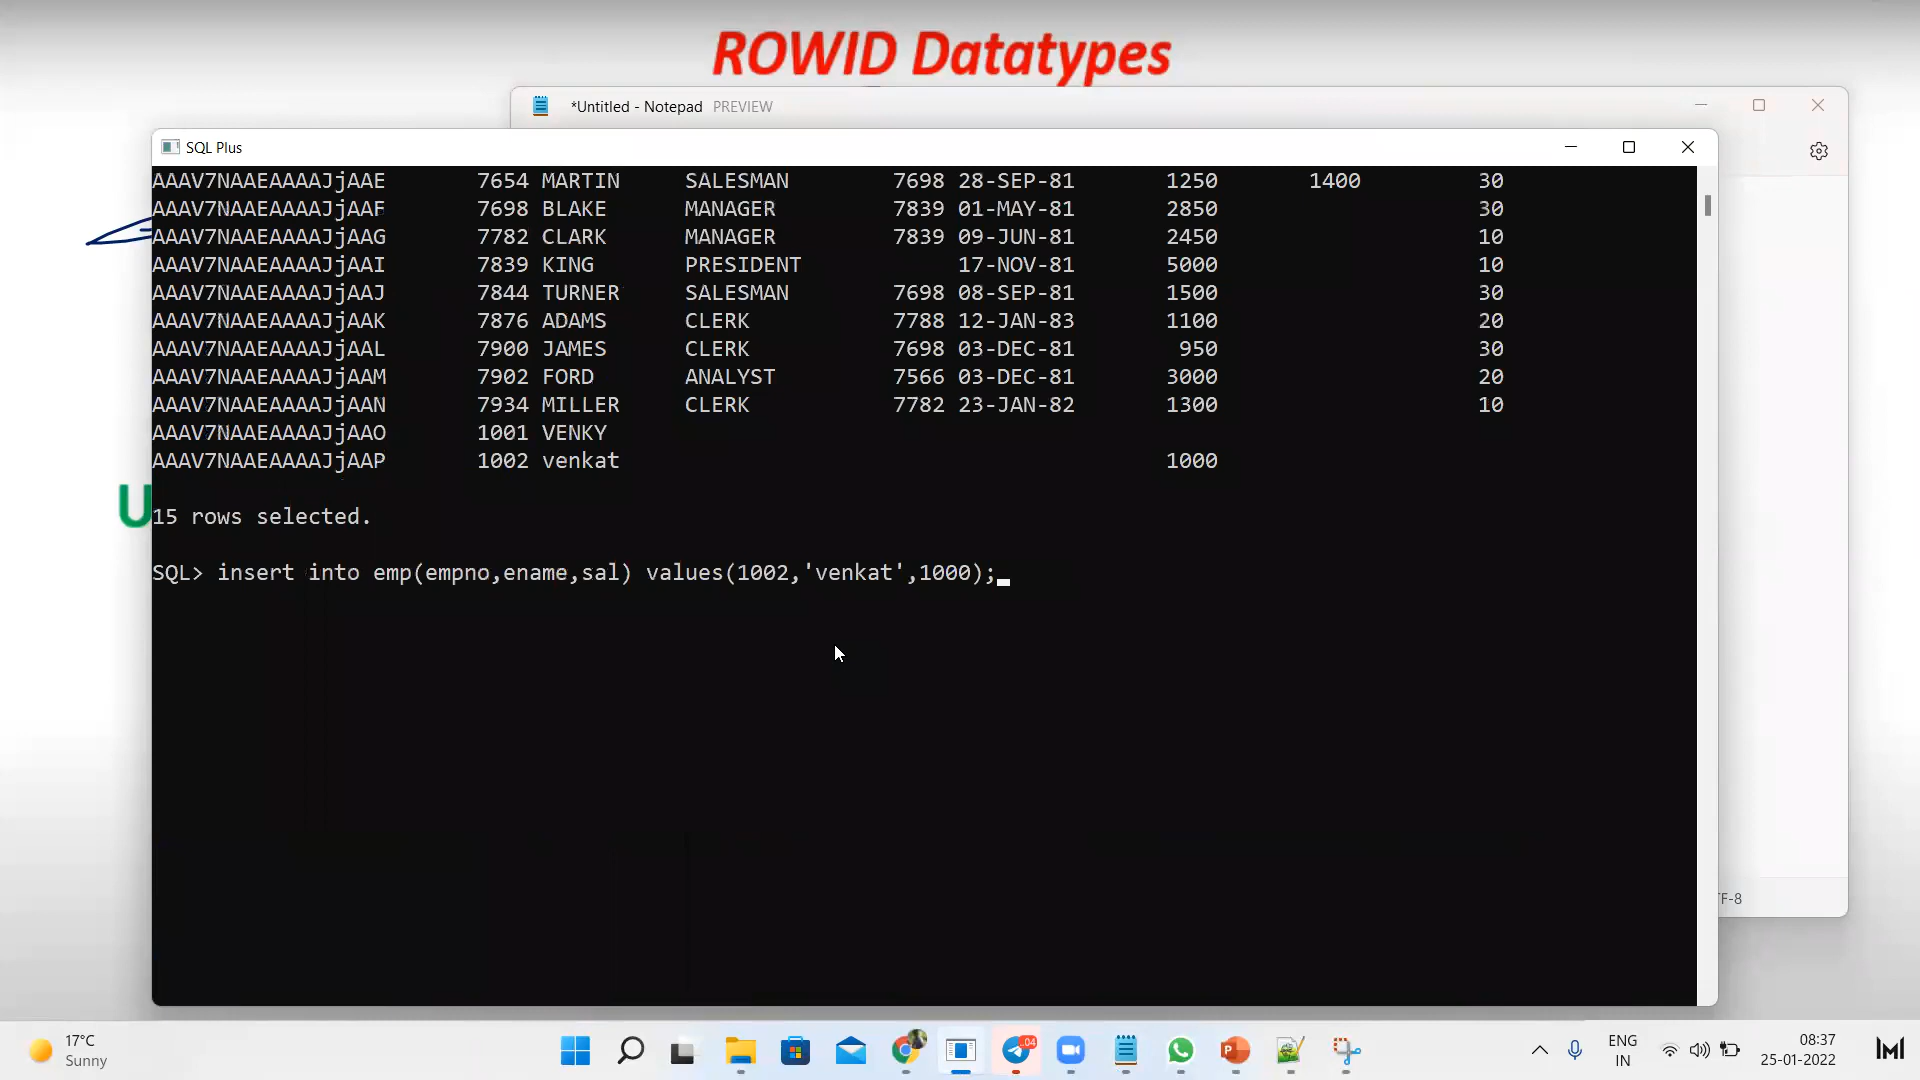 ROWID Datatypes
*Untitled - Notepad PREVIEW
SQL Plus
AAAV7NAAEAAAAJjAAE 7654 MARTIN SALESMAN 7698 28-SEP-81 1250 1400 30
AAAV7NAAEAAAAJjAAF 7698 BLAKE MANAGER 7839 01-MAY-81 2850 30
AAAV7NAAEAAAAJjAAG 7782 CLARK MANAGER 7839 09-JUN-81 2450 10
AAAV7NAAEAAAAJjAAI 7839 KING PRESIDENT 17-NOV-81 5000 10
AAAV7NAAEAAAAJjAAJ 7844 TURNER SALESMAN 7698 08-SEP-81 1500 30
AAAV7NAAEAAAAJjAAK 7876 ADAMS CLERK 7788 12-JAN-83 1100 20
AAAV7NAAEAAAAJjAAL 7900 JAMES CLERK 7698 03-DEC-81 950 30
AAAV7NAAEAAAAJjAAM 7902 FORD ANALYST 7566 03-DEC-81 3000 20
AAAV7NAAEAAAAJjAAN 7934 MILLER CLERK 7782 23-JAN-82 1300 10
AAAV7NAAEAAAAJjAAO 1001 VENKY
AAAV7NAAEAAAAJjAAP 1002 venkat 1000
U
15 rows selected.
SQL> insert into emp(empno,ename,sal) values(1002,'venkat',1000);
TF-8
17°C
Sunny
.04
ENG
IN
08:37
25-01-2022